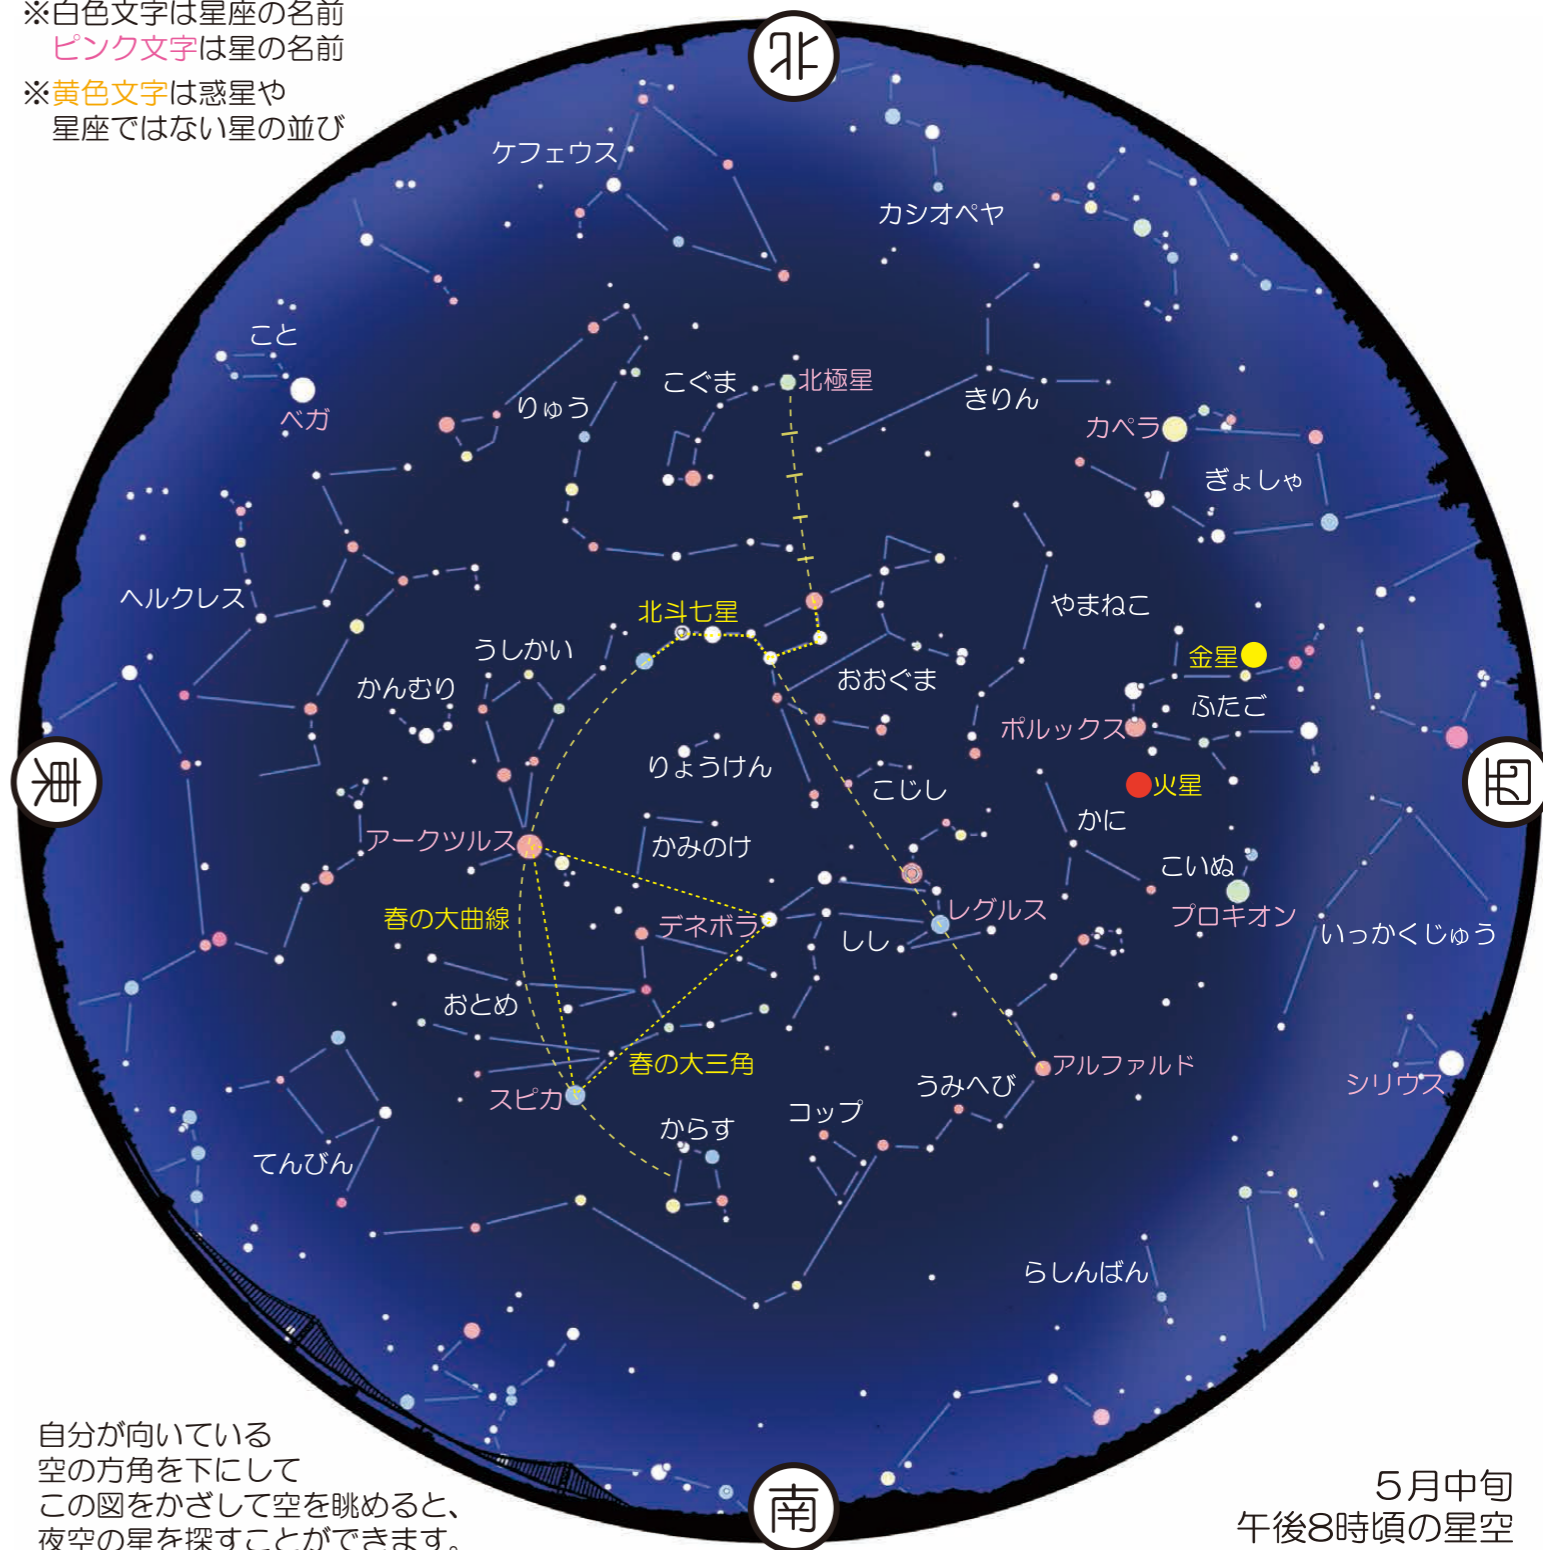 ※白色文字は星座の名前
ピンク文字は星の名前
※黄色文字は惑星や
星座ではない星の並び
北
ケフェウス
カシオペヤ
こと
ベガ
りゅう
こぐま
北極星
きりん
カペラ
ぎょしゃ
ヘルクレス
北斗七星
やまねこ
うしかい
かんむり
おおぐま
金星
ふたご
ポルックス
りょうけん
東
西
火星
こじし
かに
アークツルス
かみのけ
こいぬ
プロキオン
春の大曲線
デネボラ
レグルス
しし
いっかくじゅう
おとめ
春の大三角
アルファルド
うみへび
シリウス
スピカ
コップ
からす
てんびん
らしんばん
自分が向いている
空の方角を下にして
この図をかざして空を眺めると、
夜空の星を探すことができます。
南
5月中旬
午後8時頃の星空